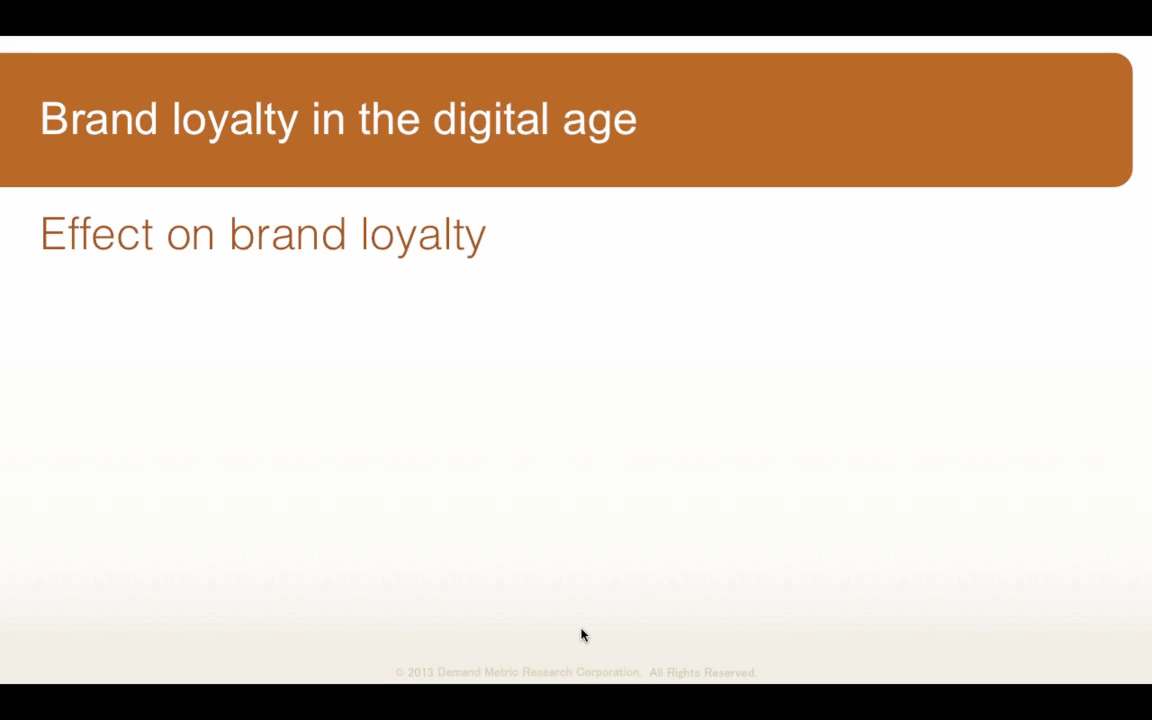 Brand loyalty in the digital age
Effect on brand loyalty
© 2013 Demand Metric Research Corporation. All Rights Reserved.